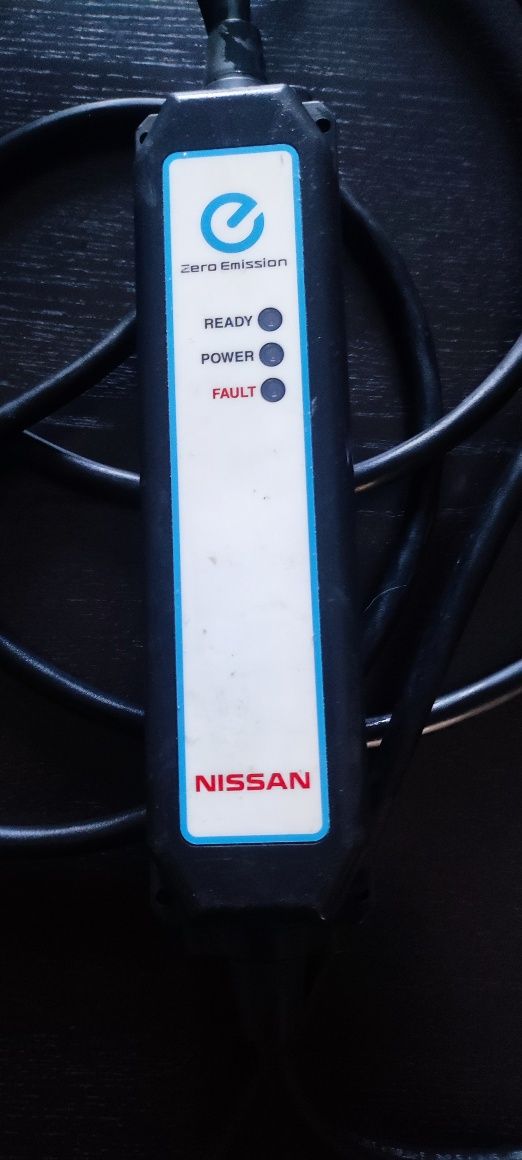 Zero Emission
READY
POWER
FAULT
NISSAN